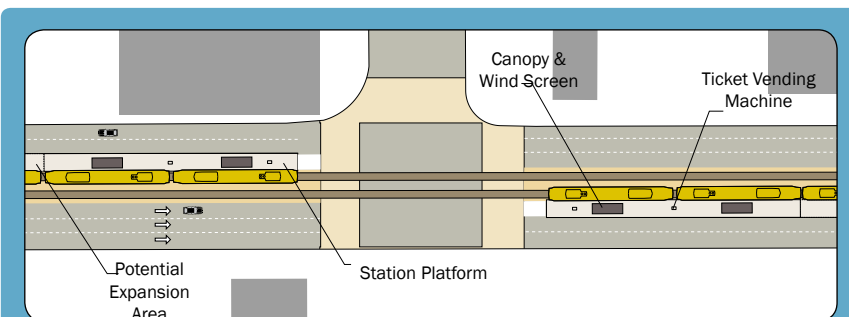 Canopy &
Wind Screen
Ticket Vending
Machine
Station Platform
Potential
Expansion
Area